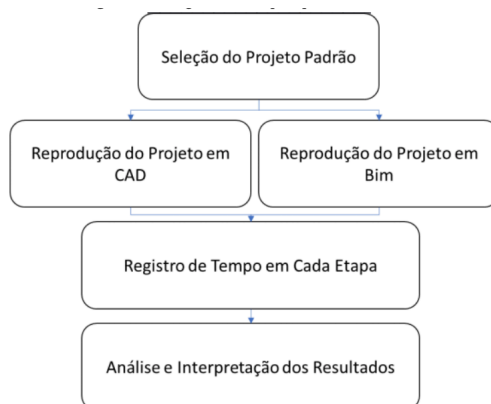 Seleção do Projeto Padrão
Reprodução do Projeto em
CAD
Reprodução do Projeto em
Bim
Registro de Tempo em Cada Etapa
Análise e Interpretação dos Resultados